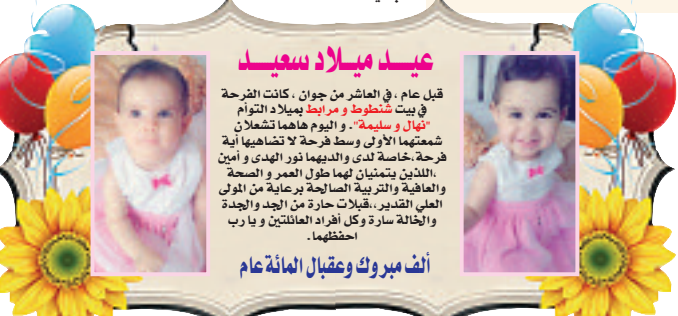 عيـــد ميــلاد سعيـــد
قبل عام ، في العاشر من جوان ، كانت الفرحة
في بيت شنطوط و مرابط بميلاد التوأم
"نهال و سليمة". و اليوم هاهما تشعلان
شمعتهما الأولى وسط فرحة لا تضاهيها أية
فرحة ،خاصة لدى والديهما نور الهدى و أمين
،اللذين يتمنيان لهما طول العمر و الصحة
والعافية والتربية الصالحة برعاية من المولى
العلي القدير،،قبلات حارة من الجد والجدة
والخالة سارة وكل أفراد العائلتين و يا رب
احفظهما.
ألف مبروك وعقبال المائة عام